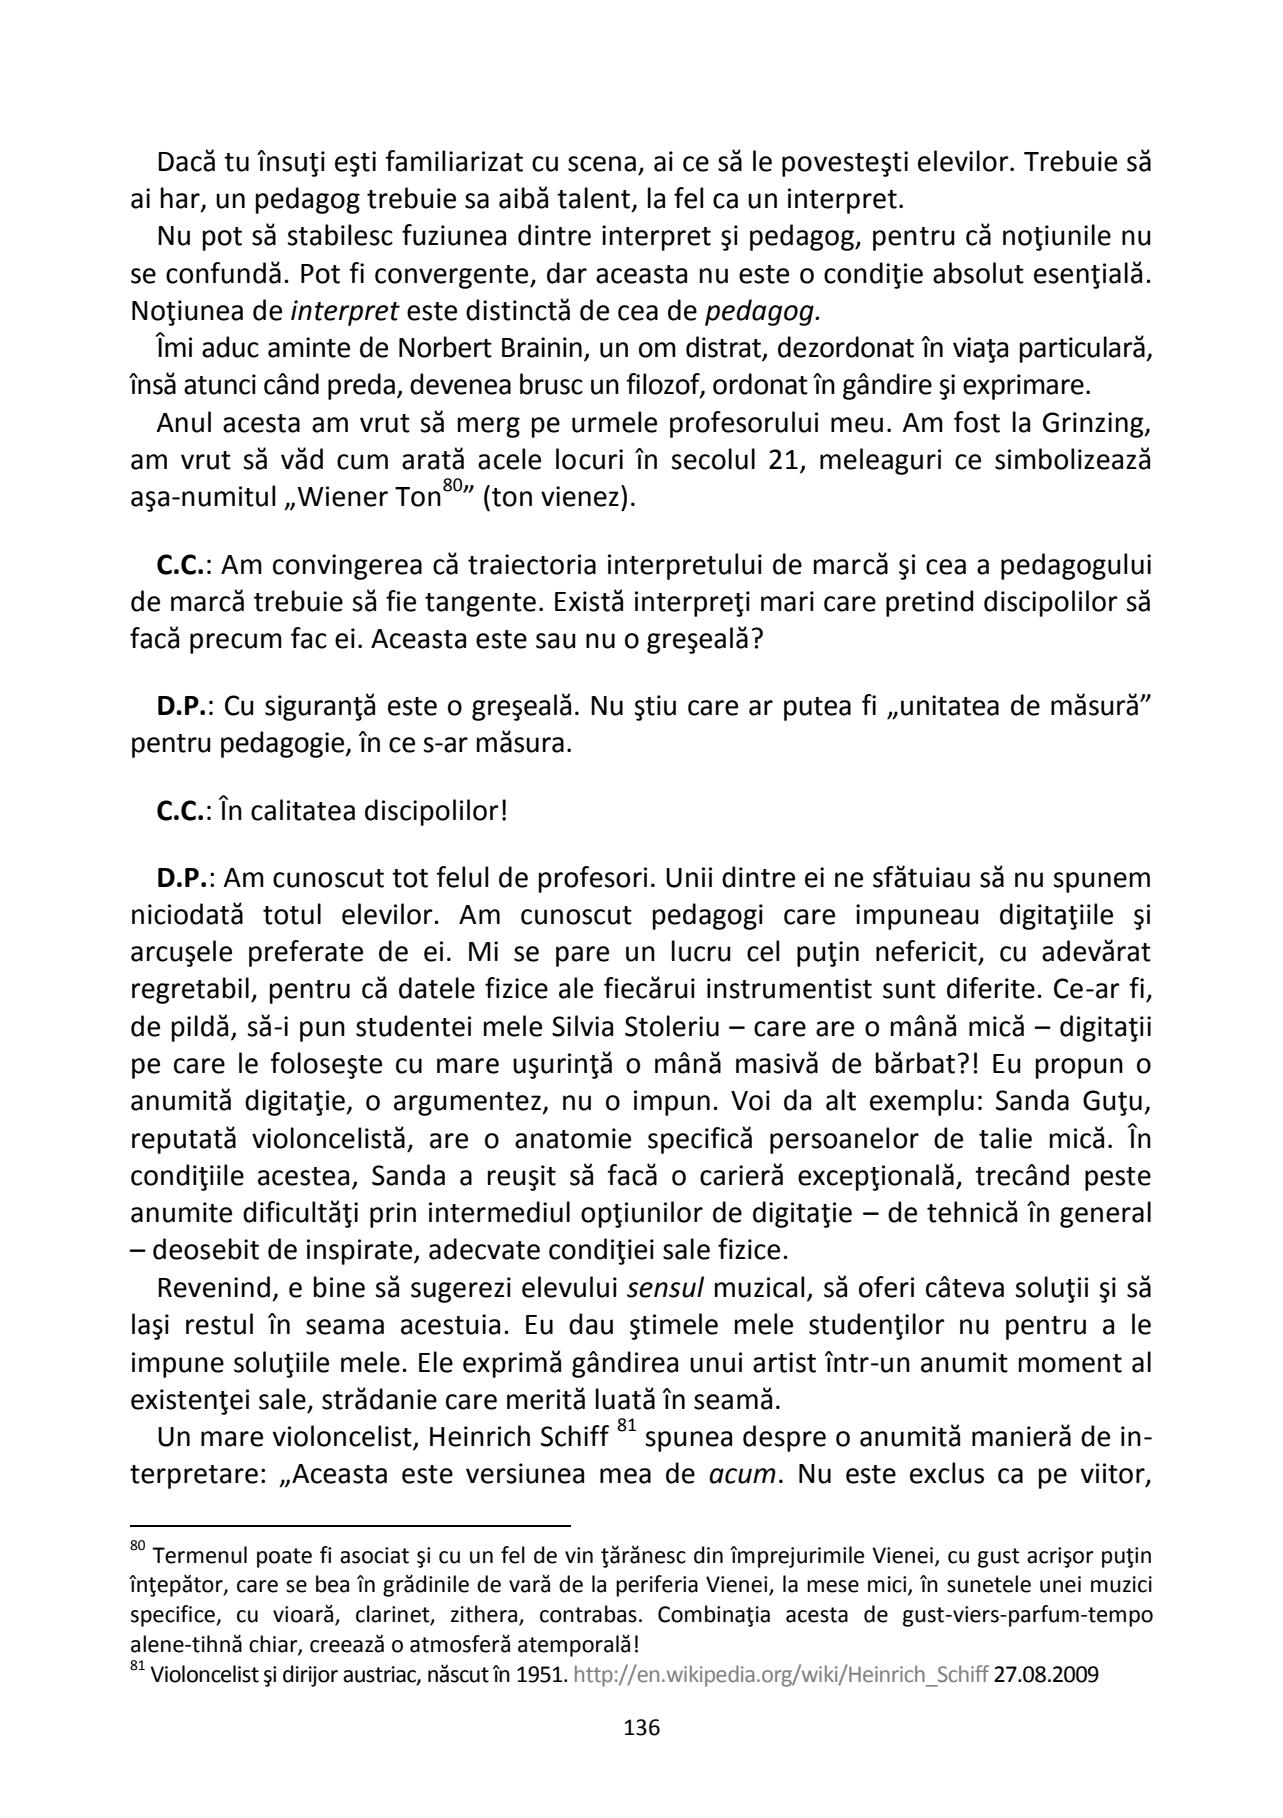 Dacă tu însuţi eşti familiarizat cu scena, ai ce să le povesteşti elevilor. Trebuie să
ai har, un pedagog trebuie sa aibă talent, la fel ca un interpret.
Nu pot să stabilesc fuziunea dintre interpret şi pedagog, pentru că noţiunile nu
se confundă. Pot fi convergente, dar aceasta nu este o condiţie absolut esenţială.
Noţiunea de interpret este distinctă de cea de pedagog.
Îmi aduc aminte de Norbert Brainin, un om distrat, dezordonat în viaţa particulară,
însă atunci când preda, devenea brusc un filozof, ordonat în gândire şi exprimare.
Anul acesta am vrut să merg pe urmele profesorului meu. Am fost la Grinzing,
am vrut să văd cum arată acele locuri în secolul 21, meleaguri ce simbolizează
aşa-numitul „Wiener Ton80” (ton vienez).
C.C.: Am convingerea că traiectoria interpretului de marcă şi cea a pedagogului
de marcă trebuie să fie tangente. Există interpreţi mari care pretind discipolilor să
facă precum fac ei. Aceasta este sau nu o greşeală?
D.P.: Cu siguranţă este o greşeală. Nu ştiu care ar putea fi „unitatea de măsură”
pentru pedagogie, în ce s-ar măsura.
C.C.: În calitatea discipolilor!
D.P.: Am cunoscut tot felul de profesori. Unii dintre ei ne sfătuiau să nu spunem
niciodată totul elevilor. Am cunoscut pedagogi care impuneau digitaţiile şi
arcuşele preferate de ei. Mi se pare un lucru cel puţin nefericit, cu adevărat
regretabil, pentru că datele fizice ale fiecărui instrumentist sunt diferite. Ce-ar fi,
de pildă, să-i pun studentei mele Silvia Stoleriu – care are o mână mică – digitaţii
pe care le foloseşte cu mare uşurinţă o mână masivă de bărbat?! Eu propun o
anumită digitaţie, o argumentez, nu o impun. Voi da alt exemplu: Sanda Guţu,
reputată violoncelistă, are o anatomie specifică persoanelor de talie mică. În
condiţiile acestea, Sanda a reuşit să facă o carieră excepţională, trecând peste
anumite dificultăţi prin intermediul opţiunilor de digitaţie – de tehnică în general
– deosebit de inspirate, adecvate condiţiei sale fizice.
Revenind, e bine să sugerezi elevului sensul muzical, să oferi câteva soluţii şi să
laşi restul în seama acestuia. Eu dau ştimele mele studenţilor nu pentru a le
impune soluţiile mele. Ele exprimă gândirea unui artist într-un anumit moment al
existenţei sale, strădanie care merită luată în seamă.
Un mare violoncelist, Heinrich Schiff 81 spunea despre o anumită manieră de in-
terpretare: „Aceasta este versiunea mea de acum. Nu este exclus ca pe viitor,
80 Termenul poate fi asociat şi cu un fel de vin ţărănesc din împrejurimile Vienei, cu gust acrişor puţin
înţepător, care se bea în grădinile de vară de la periferia Vienei, la mese mici, în sunetele unei muzici
specifice, cu vioară, clarinet, zithera, contrabas. Combinaţia acesta de gust-viers-parfum-tempo
alene-tihnă chiar, creează o atmosferă atemporală!
81 Violoncelist şi dirijor austriac, născut în 1951. http://en.wikipedia.org/wiki/Heinrich_Schiff 27.08.2009
136